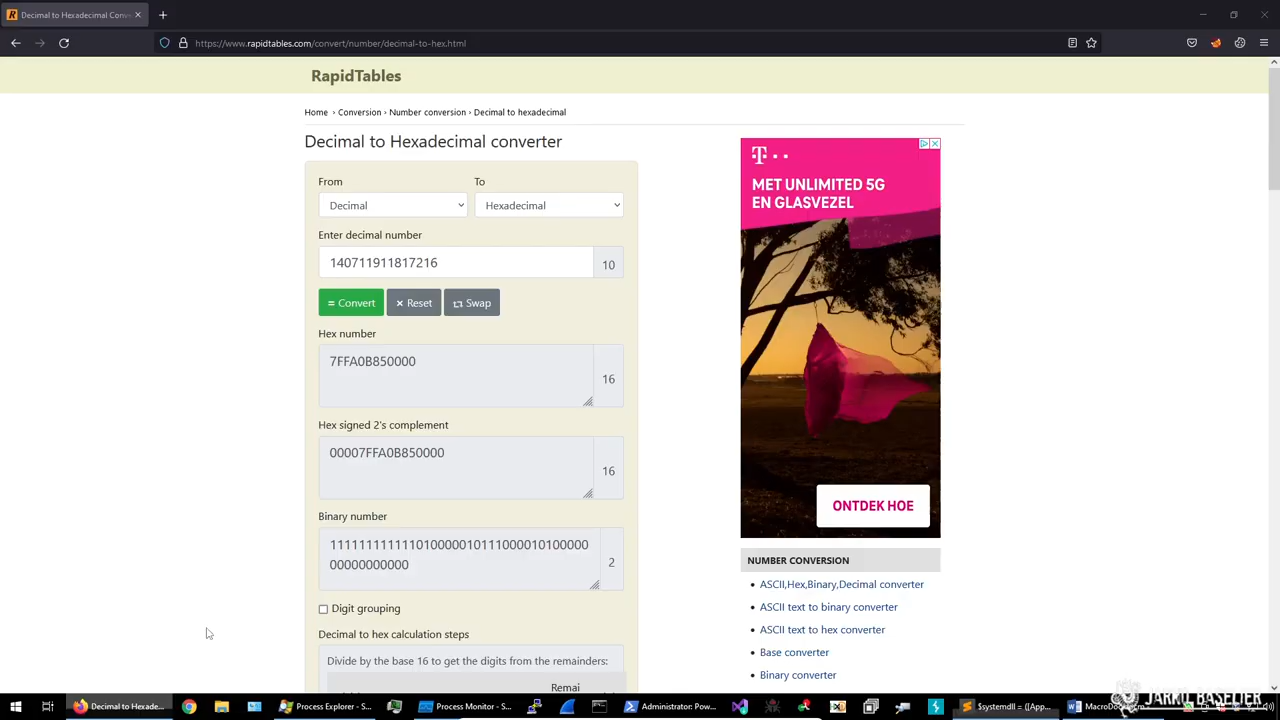 Decimal to Hexadecimal Conv
https://www.rapidtables.com/convert/number/decimal-to-hex.html
RapidTables
Home › Conversion › Number conversion › Decimal to hexadecimal
Decimal to Hexadecimal converter
From To
Decimal Hexadecimal
Enter decimal number
140711911817216 10
= Convert × Reset Swap
Hex number
7FFA0B850000
16
Hex signed 2's complement
00007FFA0B850000
16
Binary number
11111111111101000001011100001010000
2
Digit grouping
Decimal to hex calculation steps
Divide by the base 16 to get the digits from the remainders:
Remai
T
MET UNLIMITED 5G
EN GLASVEZEL
ONTDEK HOE
NUMBER CONVERSION
• ASCII,Hex,Binary,Decimal converter
• ASCII text to binary converter
• ASCII text to hex converter
• Base converter
• Binary converter
JARNO BASELIER
Decimal to Hexade... Process Explorer - S... Process Monitor - S... Administrator: Pow... $systemdll = ([App...